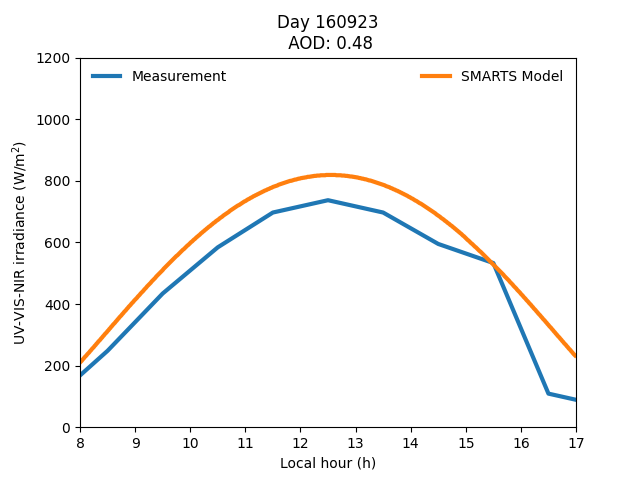 Day 160923
AOD: 0.48
Measurement
SMARTS Model
UV-VIS-NIR irradiance (W/m²)
1200
1000
800
600
400
200
0
8 9 10 11 12 13 14 15 16 17
Local hour (h)